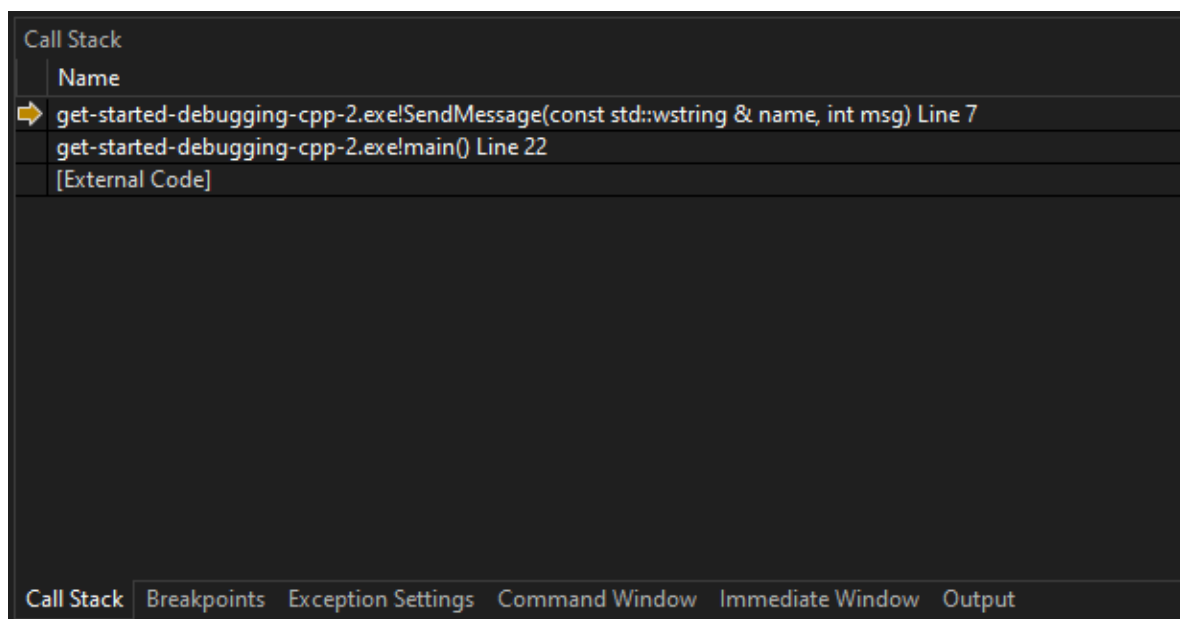 Call Stack
Name
get-started-debugging-cpp-2.exe!SendMessage(const std::wstring & name, int msg) Line 7
get-started-debugging-cpp-2.exe!main() Line 22
[External Code]
Call Stack Breakpoints Exception Settings Command Window Immediate Window Output